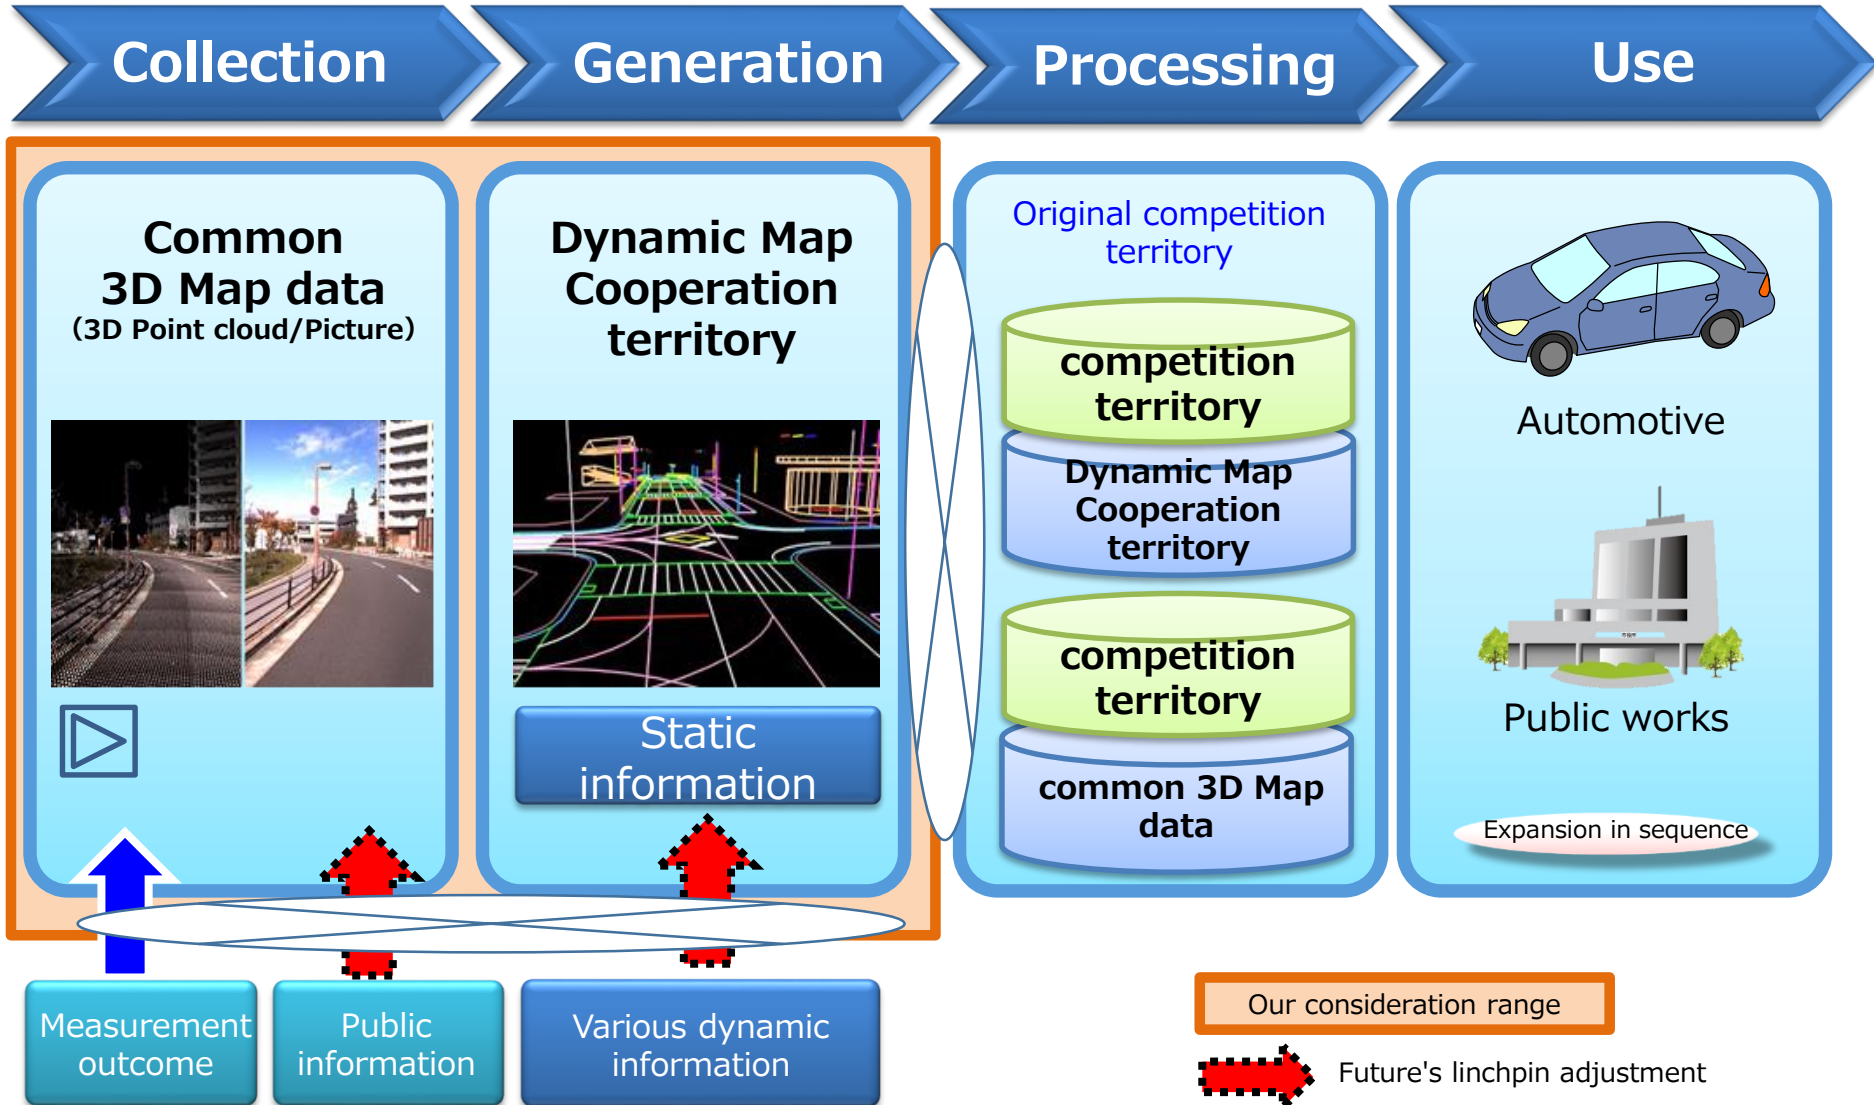 Collection
Generation
Processing
Use
Common
3D Map data
(3D Point cloud/Picture)
Dynamic Map
Cooperation
territory
Static
information
Original competition
territory
competition
territory
Dynamic Map
Cooperation
territory
competition
territory
common 3D Map
data
Automotive
Public works
Expansion in sequence
Measurement
outcome
Public
information
Various dynamic
information
Our consideration range
Future's linchpin adjustment